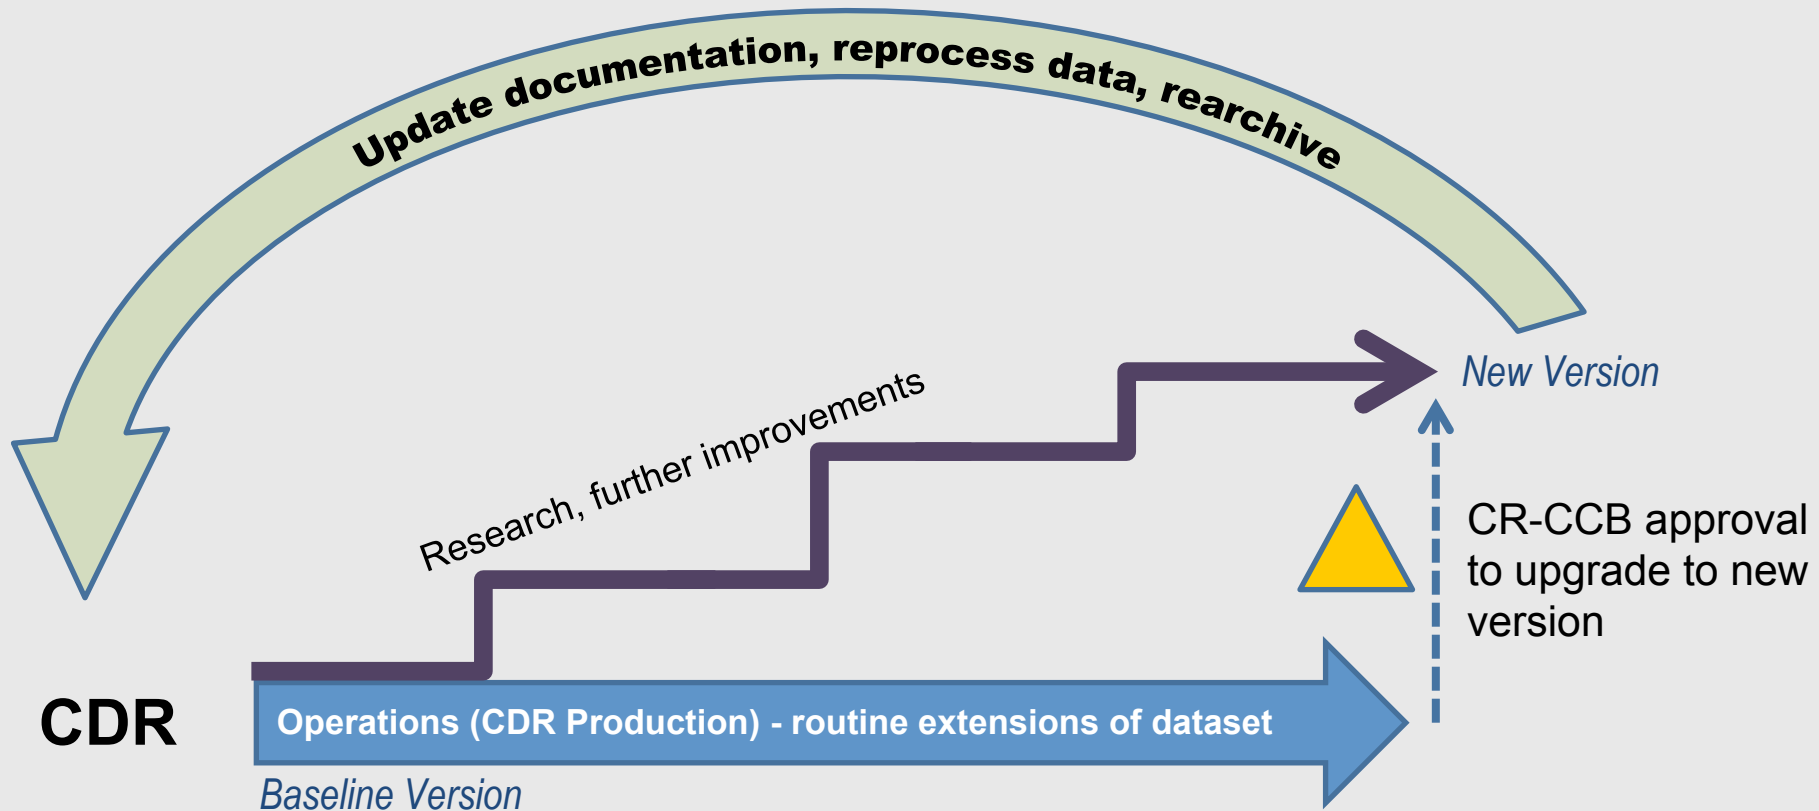 Update documentation, reprocess data, rearchive
New Version
Research, further improvements
CR-CCB approval
to upgrade to new
version
CDR
Operations (CDR Production) - routine extensions of dataset
Baseline Version